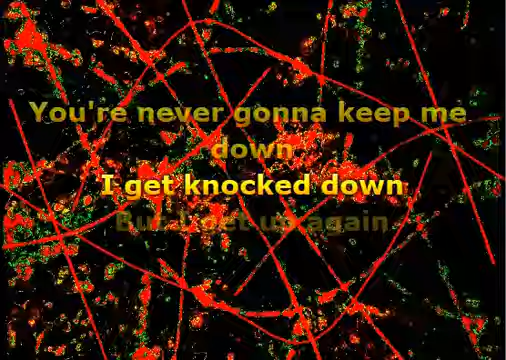 You're never gonna keep me
down
I get knocked down
But I get up again